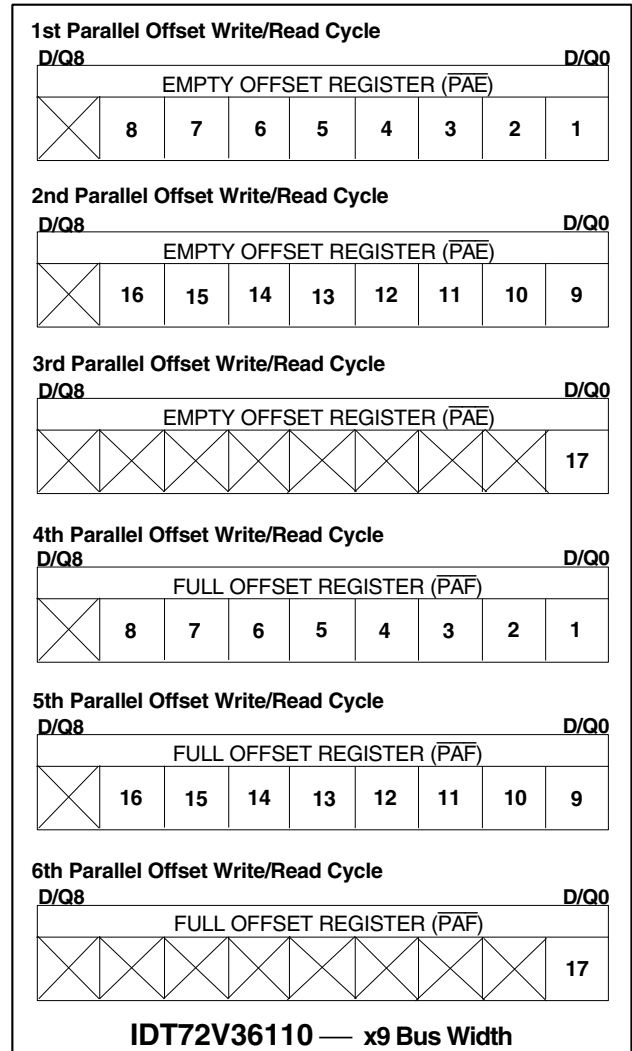 1st Parallel Offset Write/Read Cycle
D/Q8 D/Q0
EMPTY OFFSET REGISTER (PAE)
8 7 6 5 4 3 2 1
2nd Parallel Offset Write/Read Cycle
D/Q8 D/Q0
EMPTY OFFSET REGISTER (PAE)
16 15 14 13 12 11 10 9
3rd Parallel Offset Write/Read Cycle
D/Q8 D/Q0
EMPTY OFFSET REGISTER (PAE)
17
4th Parallel Offset Write/Read Cycle
D/Q8 D/Q0
FULL OFFSET REGISTER (PAF)
8 7 6 5 4 3 2 1
5th Parallel Offset Write/Read Cycle
D/Q8 D/Q0
FULL OFFSET REGISTER (PAF)
16 15 14 13 12 11 10 9
6th Parallel Offset Write/Read Cycle
D/Q8 D/Q0
FULL OFFSET REGISTER (PAF)
17
IDT72V36110 — x9 Bus Width